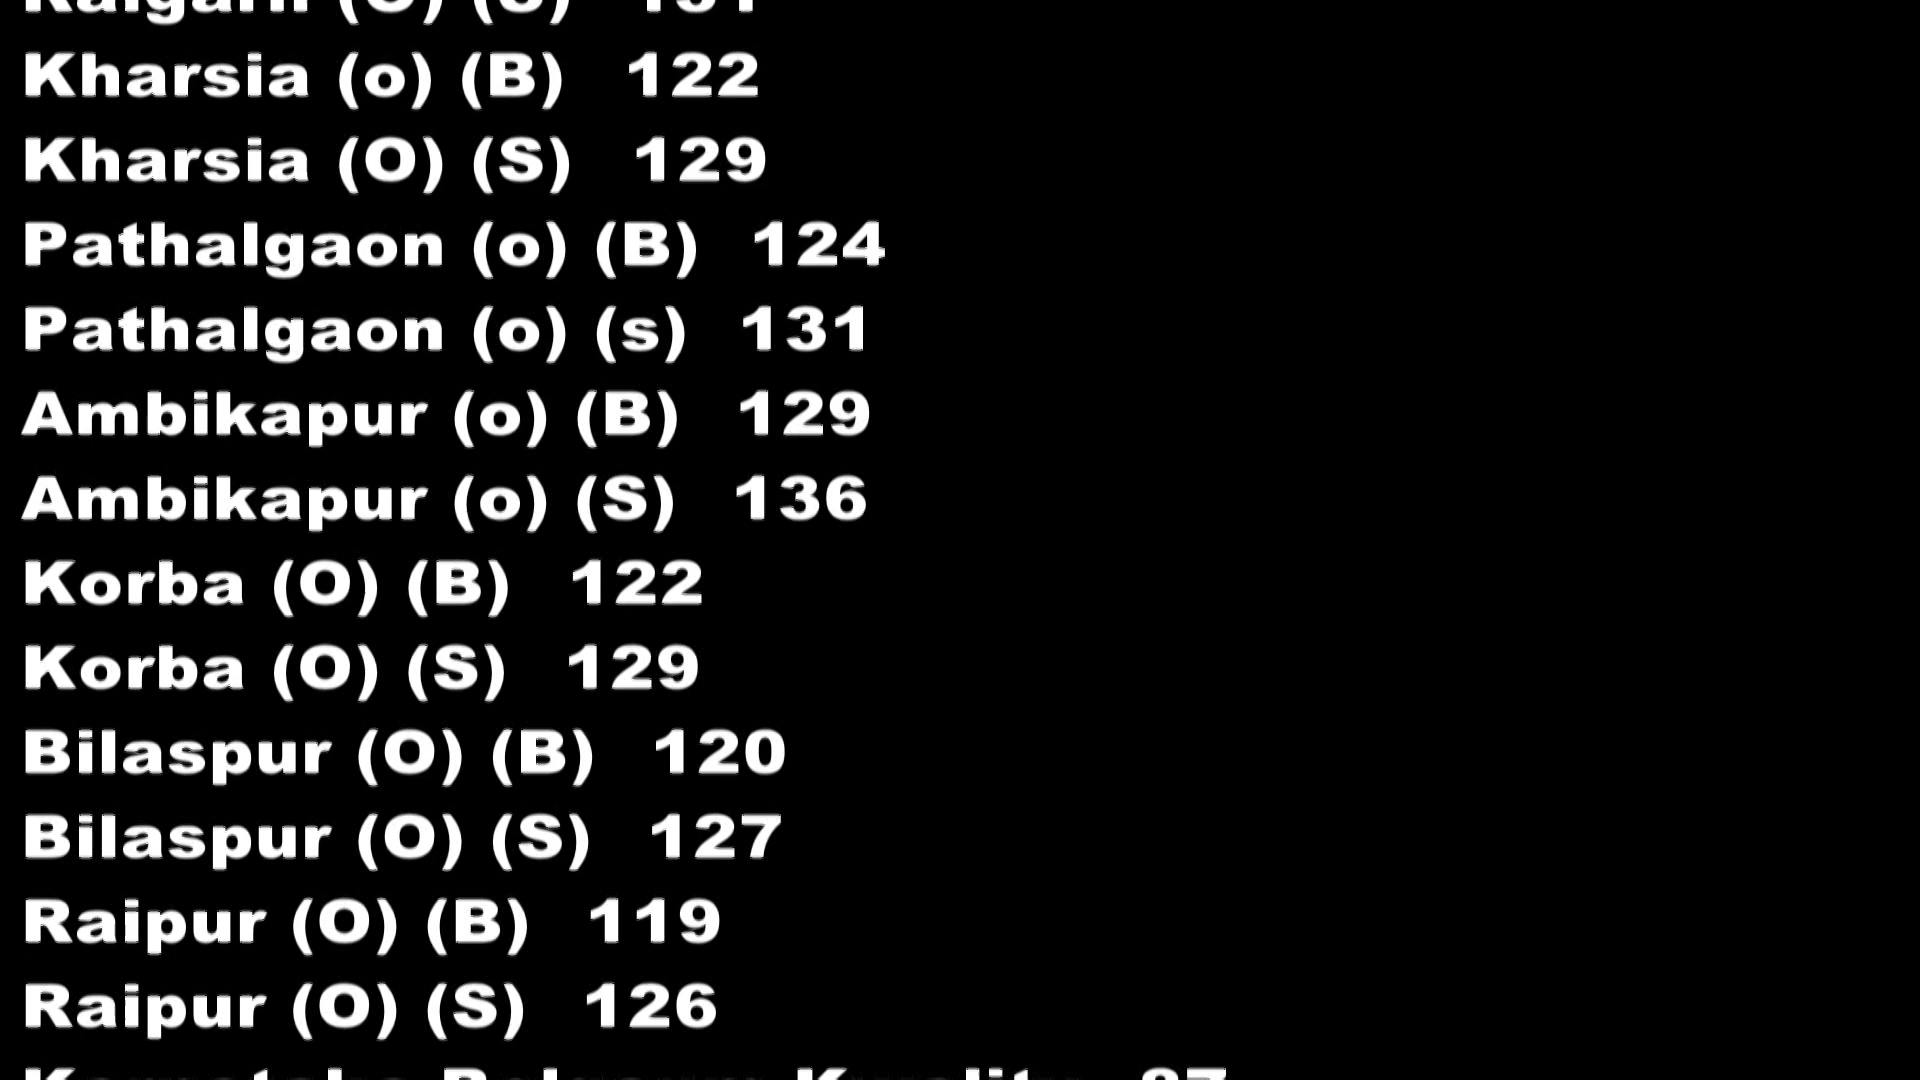 Kharsia (o) (B) 122
Kharsia (O) (S) 129
Pathalgaon (o) (B) 124
Pathalgaon (o) (s) 131
Ambikapur (o) (B) 129
Ambikapur (o) (S) 136
Korba (O) (B) 122
Korba (O) (S) 129
Bilaspur (O) (B) 120
Bilaspur (O) (S) 127
Raipur (O) (B) 119
Raipur (O) (S) 126